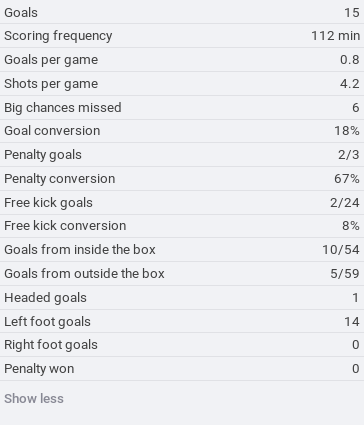 Goals 15
Scoring frequency 112 min
Goals per game 0.8
Shots per game 4.2
Big chances missed 6
Goal conversion 18%
Penalty goals 2/3
Penalty conversion 67%
Free kick goals 2/24
Free kick conversion 8%
Goals from inside the box 10/54
Goals from outside the box 5/59
Headed goals 1
Left foot goals 14
Right foot goals 0
Penalty won 0
Show less